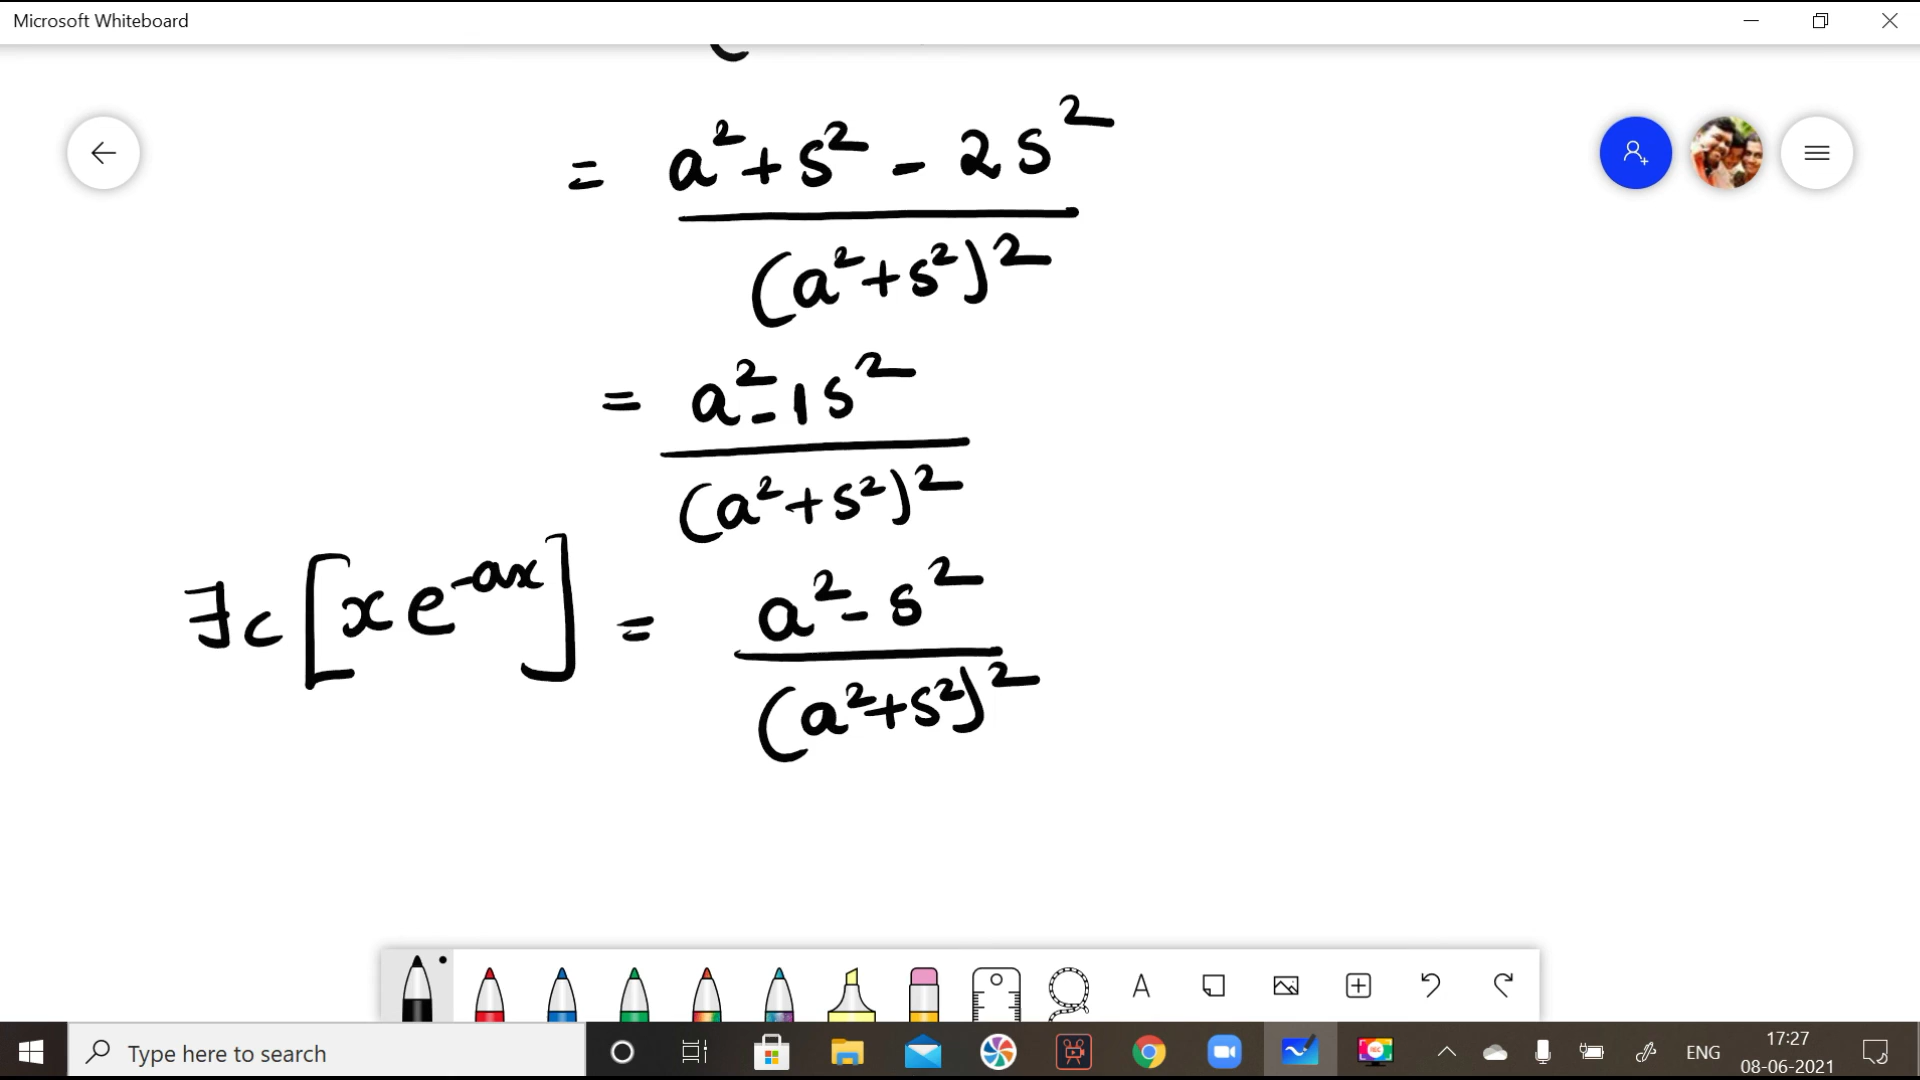 Microsoft Whiteboard
= a²+s² - 2s²
(a²+s²)²
= a²-1s²
(a²+s²)²
Ⅎc[xe^-ax] = a²-s²
(a²+s²)²
A
Type here to search
ENG
17:27
08-06-2021